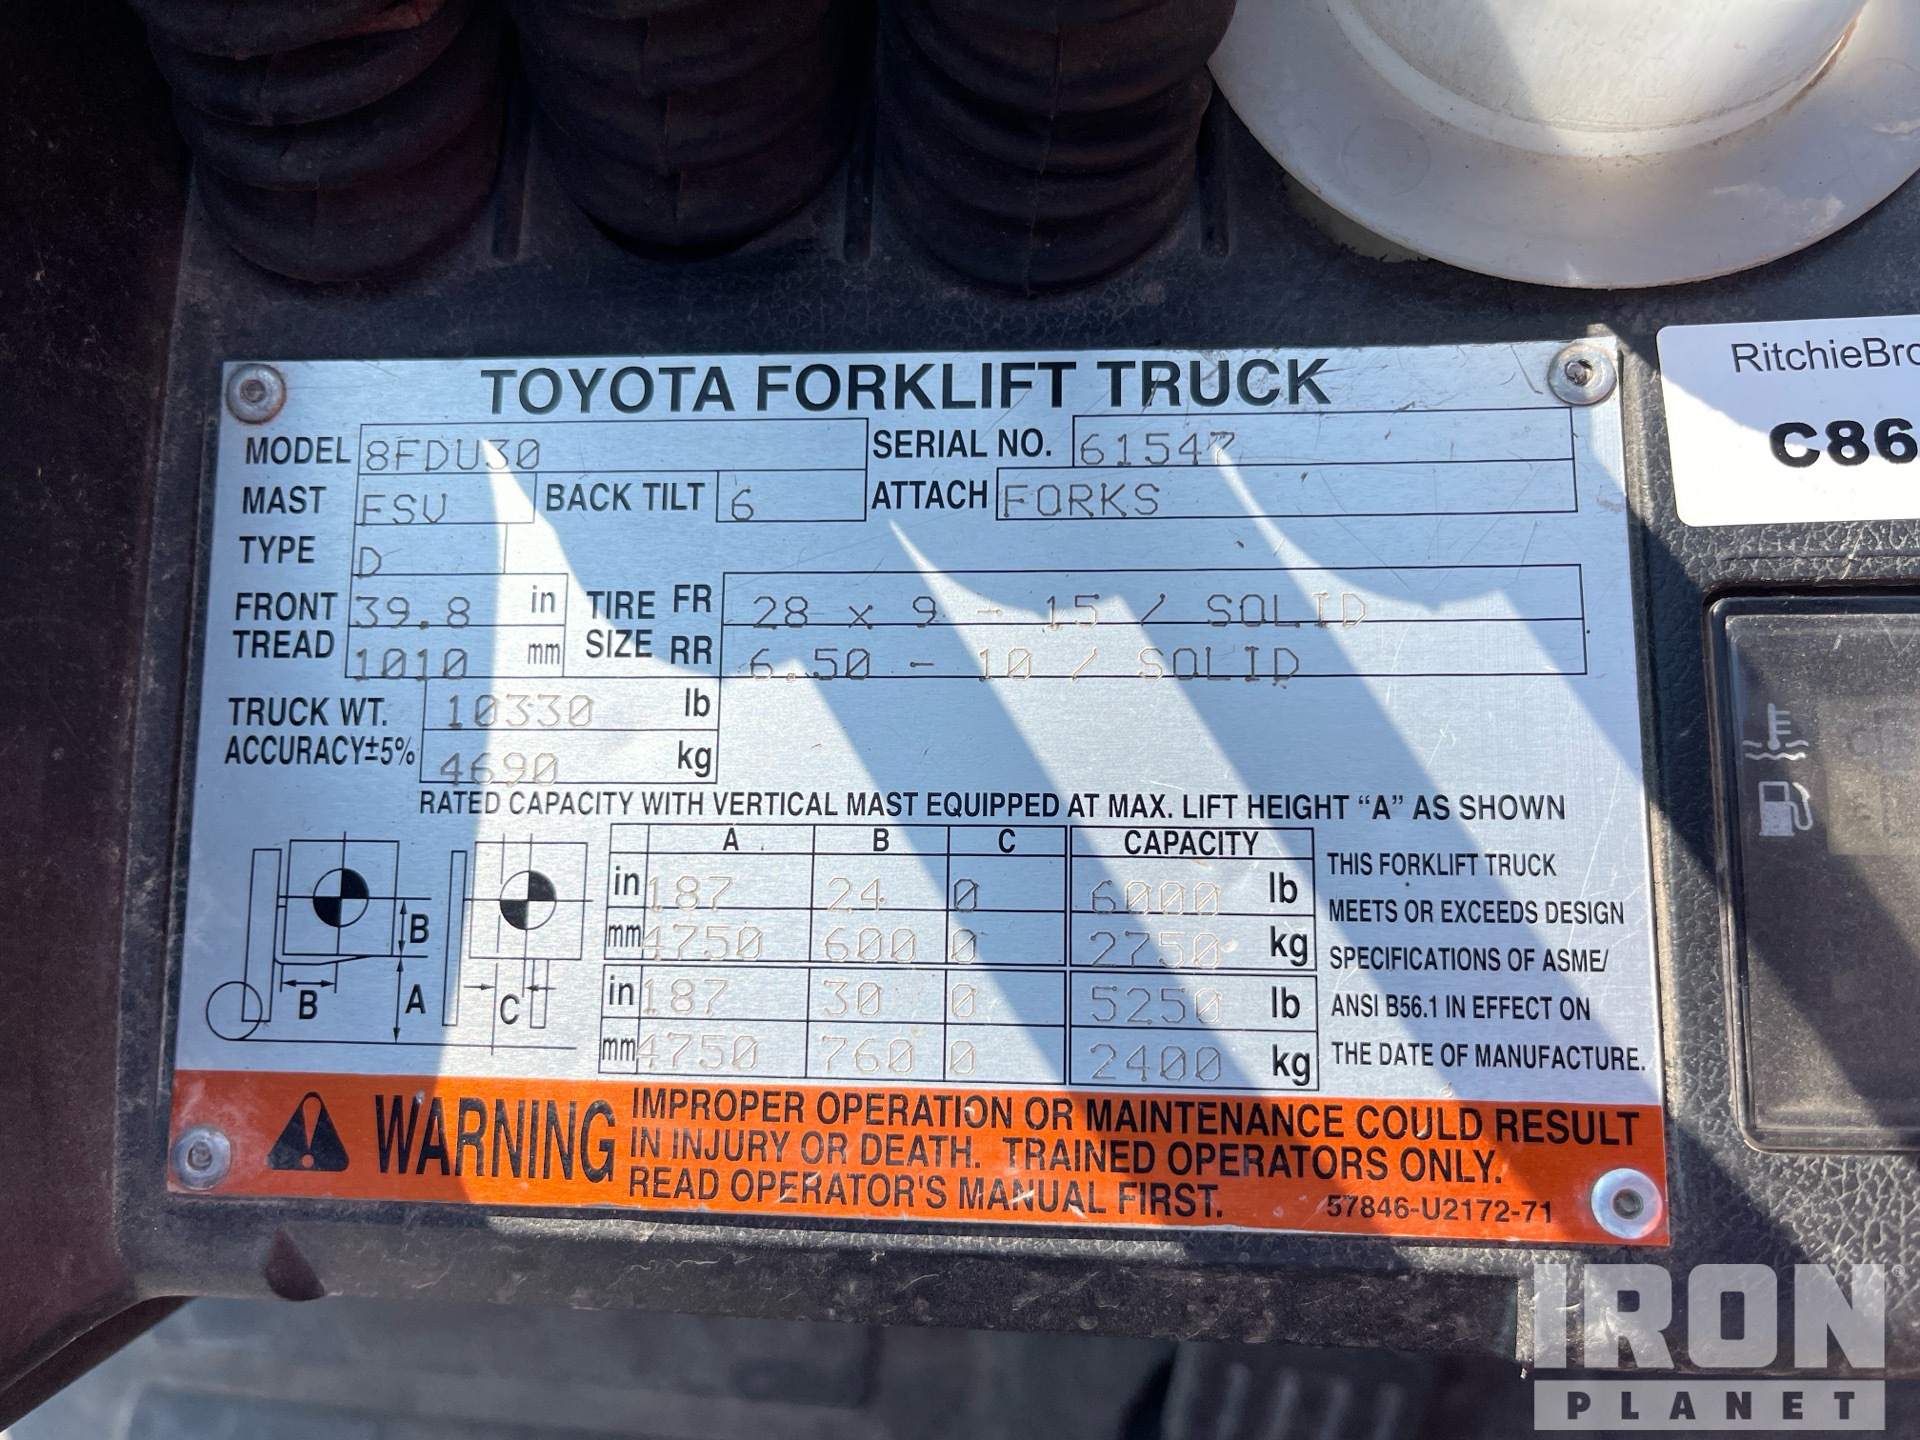 TOYOTA FORKLIFT TRUCK
MODEL 8FDU30 SERIAL NO. 61547
MAST FSV BACK TILT 6 ATTACH FORKS
TYPE D
FRONT TREAD 39.8 in TIRE SIZE FR 28 x 9 - 15 / SOLID
1010 mm RR 6.50 - 10 / SOLID
TRUCK WT. 10330 lb
ACCURACY±5% 4690 kg
RATED CAPACITY WITH VERTICAL MAST EQUIPPED AT MAX. LIFT HEIGHT “A” AS SHOWN
A B C CAPACITY
in 187 24 0 6000 lb
mm 4750 600 0 2750 kg
in 187 30 0 5250 lb
mm 4750 760 0 2400 kg
B
B
A
C
THIS FORKLIFT TRUCK
MEETS OR EXCEEDS DESIGN
SPECIFICATIONS OF ASME/
ANSI B56.1 IN EFFECT ON
THE DATE OF MANUFACTURE.
WARNING
IMPROPER OPERATION OR MAINTENANCE COULD RESULT
IN INJURY OR DEATH. TRAINED OPERATORS ONLY.
READ OPERATOR'S MANUAL FIRST. 57846-U2172-71
RitchieBro
C86
IRON
PLANET